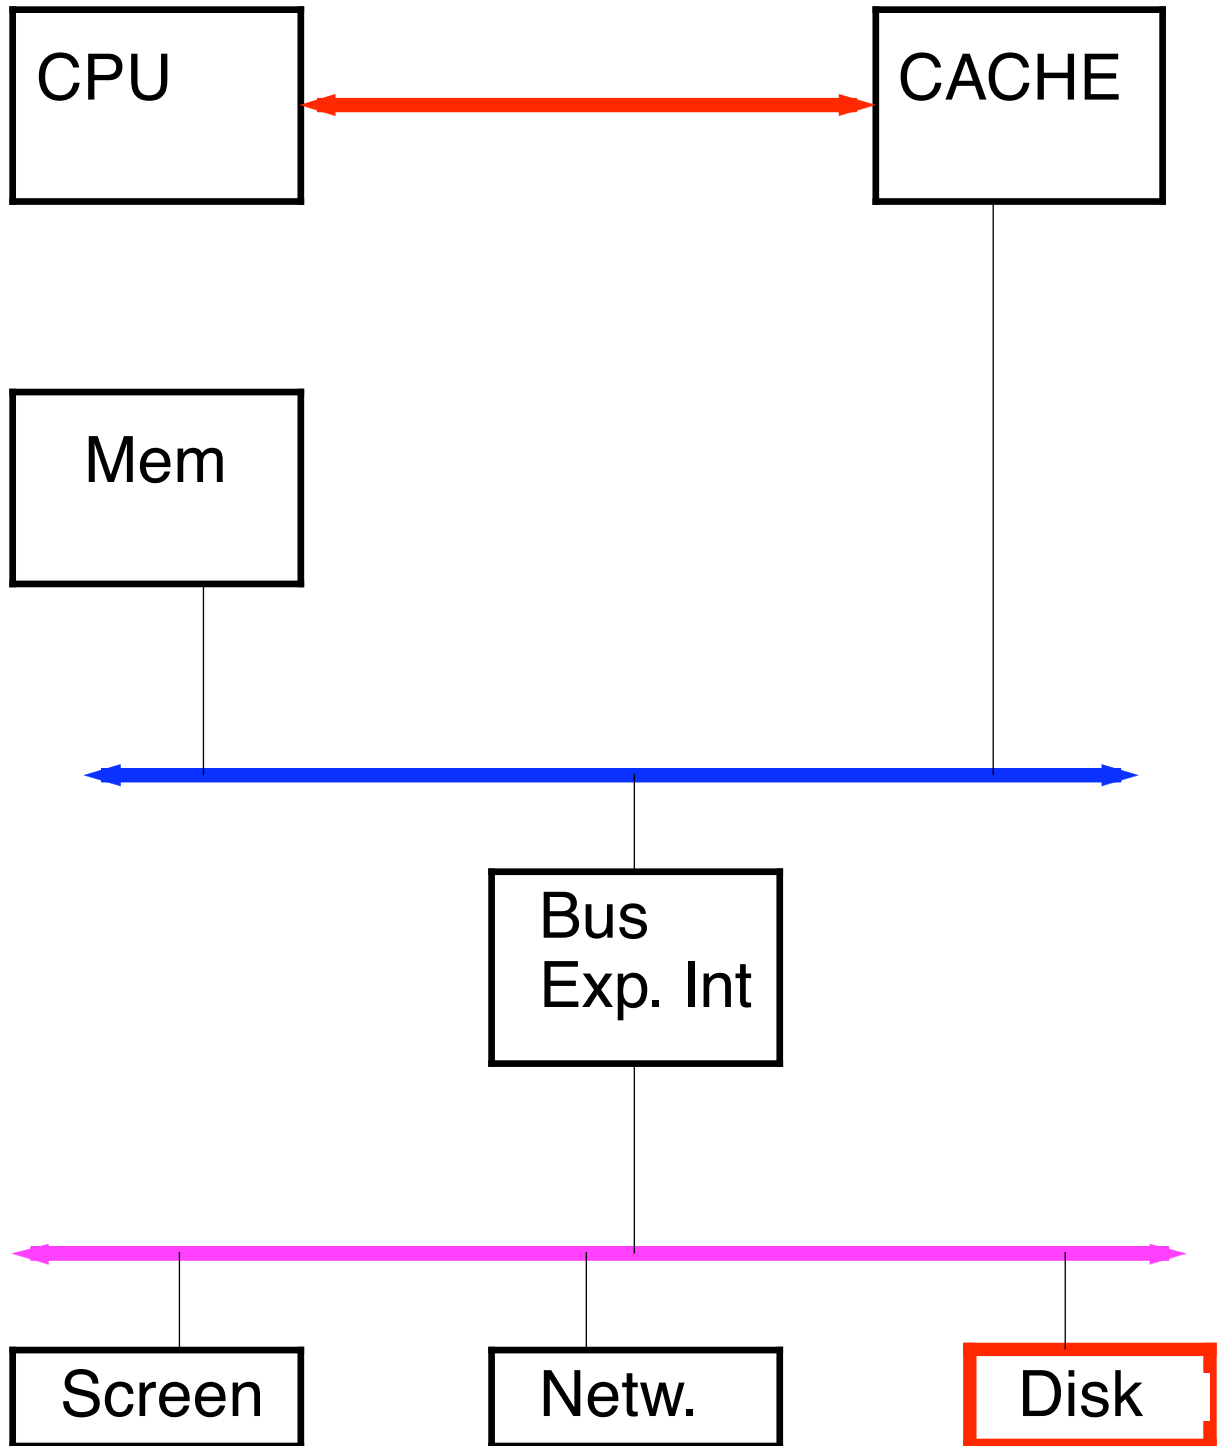 CPU
CACHE
Mem
Bus
Exp. Int
Screen
Netw.
Disk